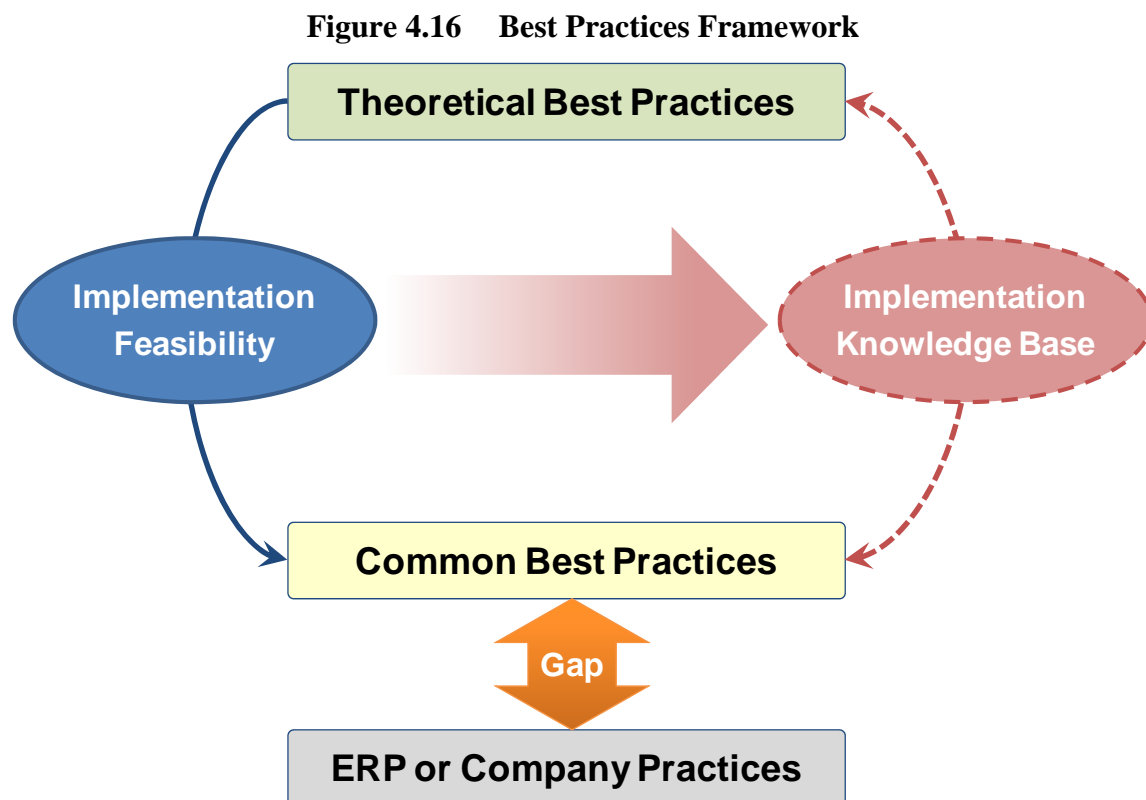 Figure 4.16 Best Practices Framework
Theoretical Best Practices
Implementation
Feasibility
Implementation
Knowledge Base
Common Best Practices
Gap
ERP or Company Practices